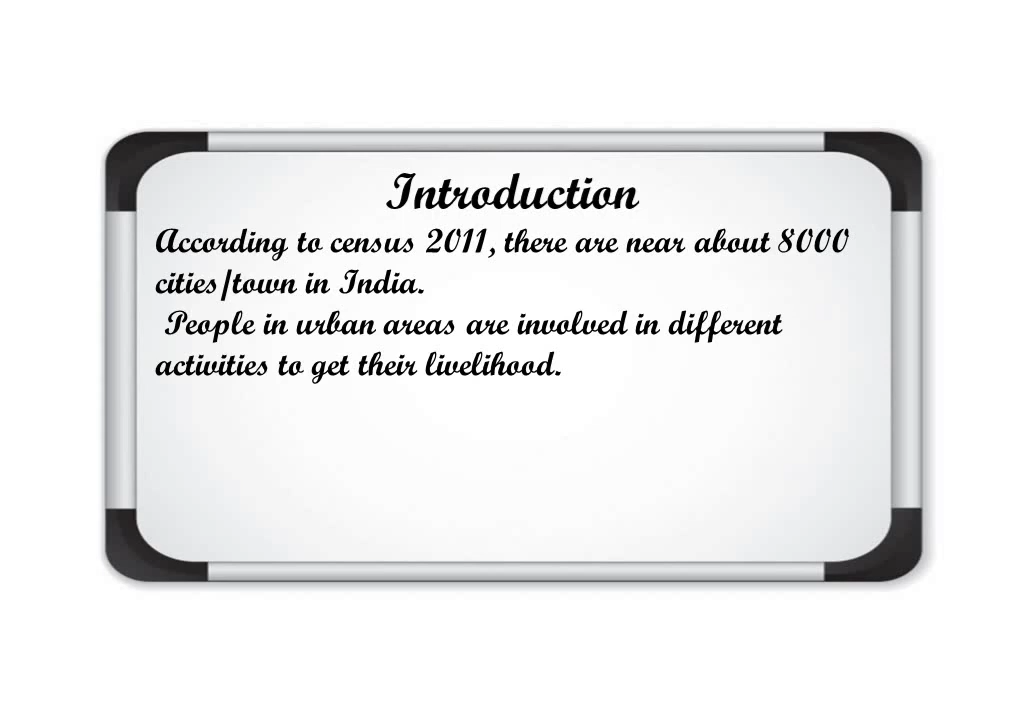 Introduction
According to census 2011, there are near about 8000
cities/town in India.
People in urban areas are involved in different
activities to get their livelihood.